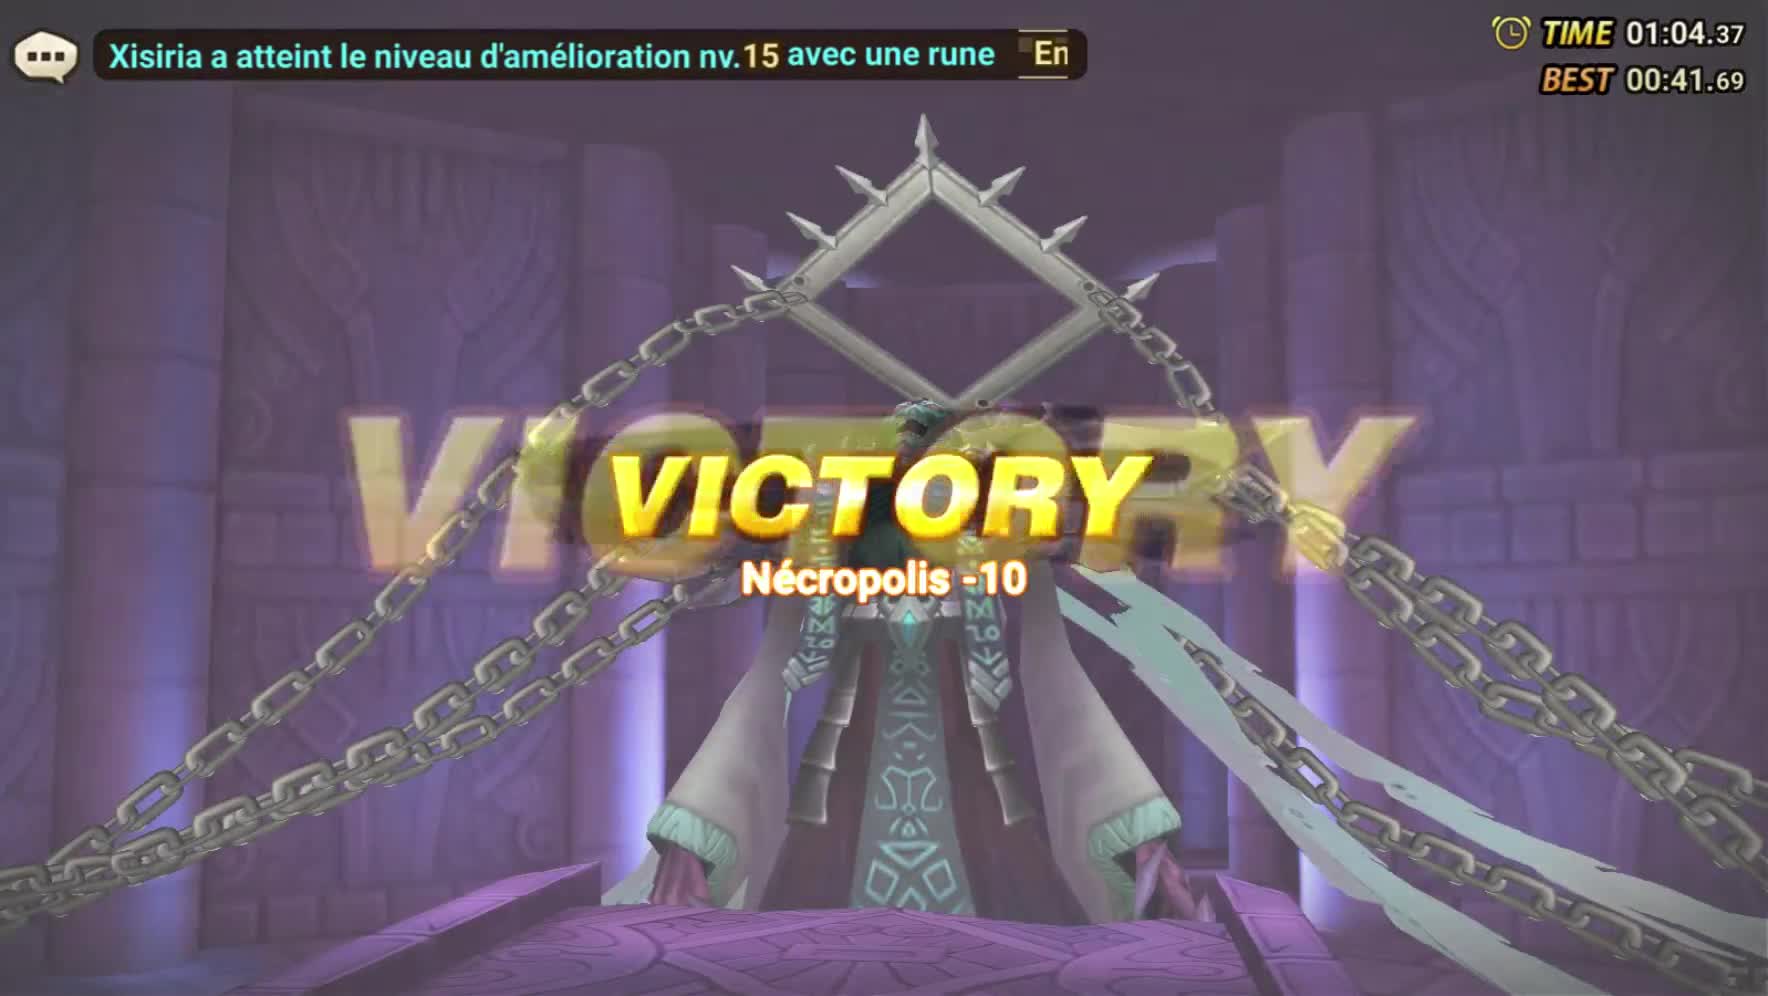 Xisiria a atteint le niveau d'amélioration nv.15 avec une rune En
TIME 01:04.37
BEST 00:41.69
VICTORY
VICTORY
Nécropolis -10